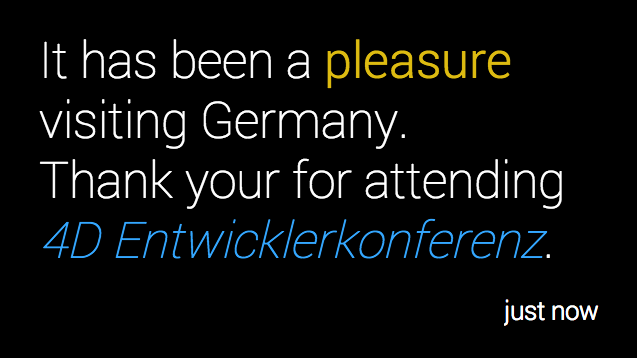 It has been a pleasure
visiting Germany.
Thank your for attending
4D Entwicklerkonferenz.
just now